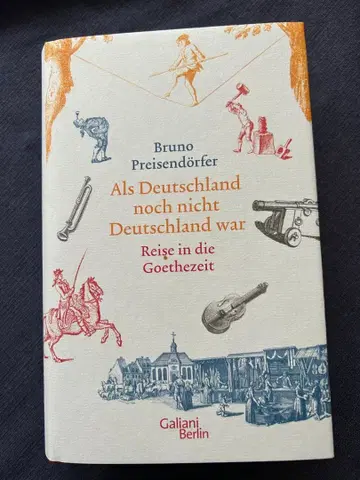 Bruno
Preisendörfer
Als Deutschland
noch nicht
Deutschland war
Reise in die
Goethezeit
Galiani
Berlin